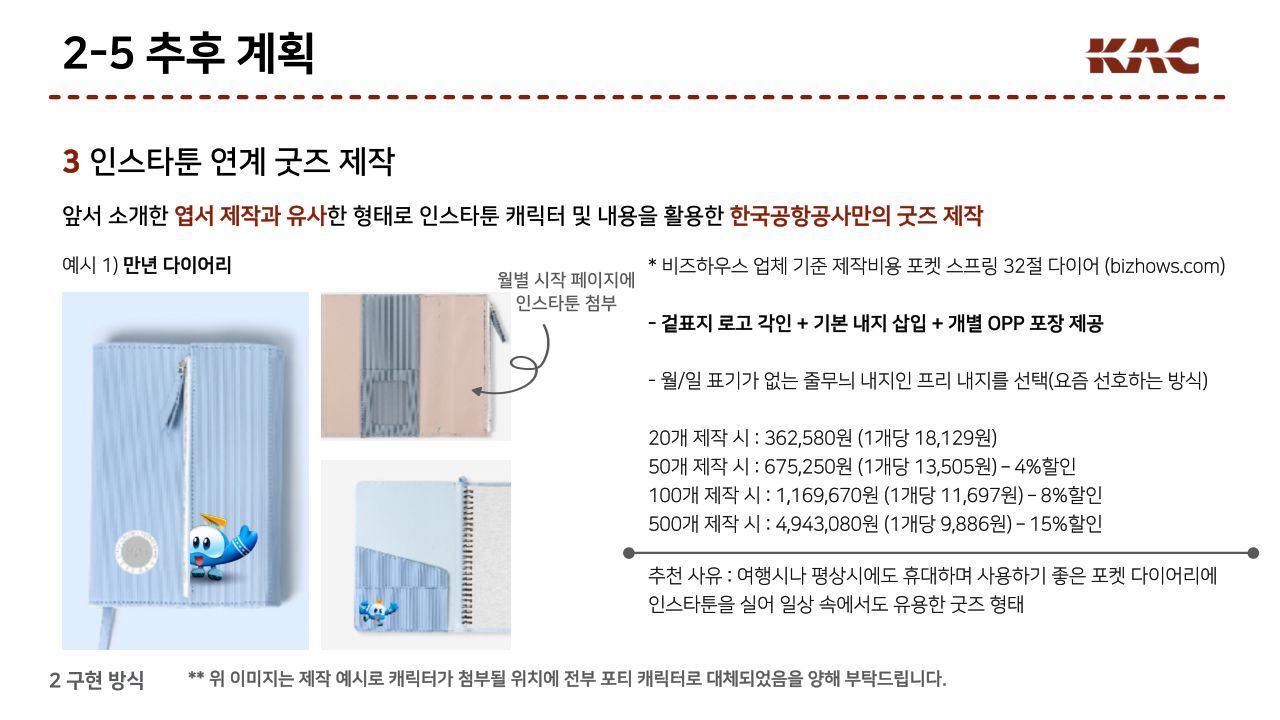 2-5 추후 계획
KAC
3 인스타툰 연계 굿즈 제작
앞서 소개한 엽서 제작과 유사한 형태로 인스타툰 캐릭터 및 내용을 활용한 한국공항공사만의 굿즈 제작
예시 1) 만년 다이어리
월별 시작 페이지에
인스타툰 첨부
* 비즈하우스 업체 기준 제작비용 포켓 스프링 32절 다이어 (bizhows.com)
- 겉표지 로고 각인 + 기본 내지 삽입 + 개별 OPP 포장 제공
- 월/일 표기가 없는 줄무늬 내지인 프리 내지를 선택(요즘 선호하는 방식)
20개 제작 시 : 362,580원 (1개당 18,129원)
50개 제작 시 : 675,250원 (1개당 13,505원) – 4%할인
100개 제작 시 : 1,169,670원 (1개당 11,697원) – 8%할인
500개 제작 시 : 4,943,080원 (1개당 9,886원) – 15%할인
추천 사유 : 여행시나 평상시에도 휴대하며 사용하기 좋은 포켓 다이어리에
인스타툰을 실어 일상 속에서도 유용한 굿즈 형태
2 구현 방식
** 위 이미지는 제작 예시로 캐릭터가 첨부될 위치에 전부 포티 캐릭터로 대체되었음을 양해 부탁드립니다.